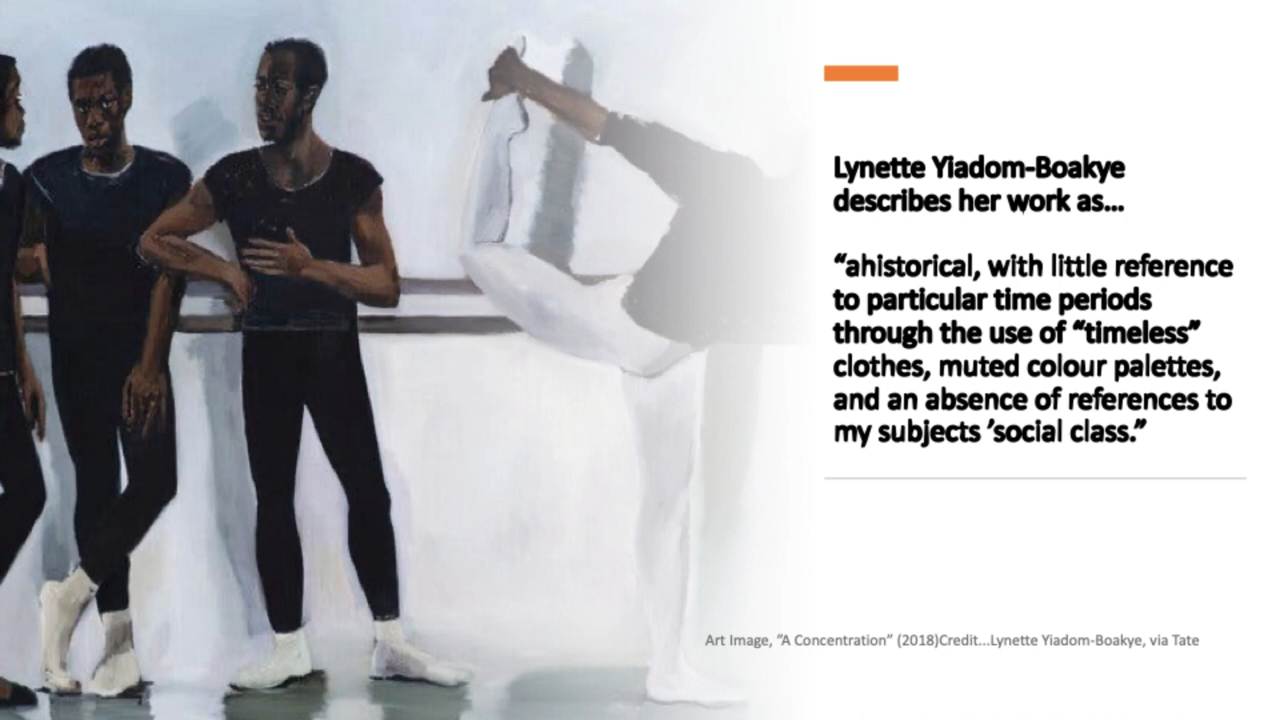 Lynette Yiadom-Boakye
describes her work as...
“ahistorical, with little reference
to particular time periods
through the use of “timeless”
clothes, muted colour palettes,
and an absence of references to
my subjects ’social class.”
Art Image, “A Concentration” (2018)Credit...Lynette Yiadom-Boakye, via Tate